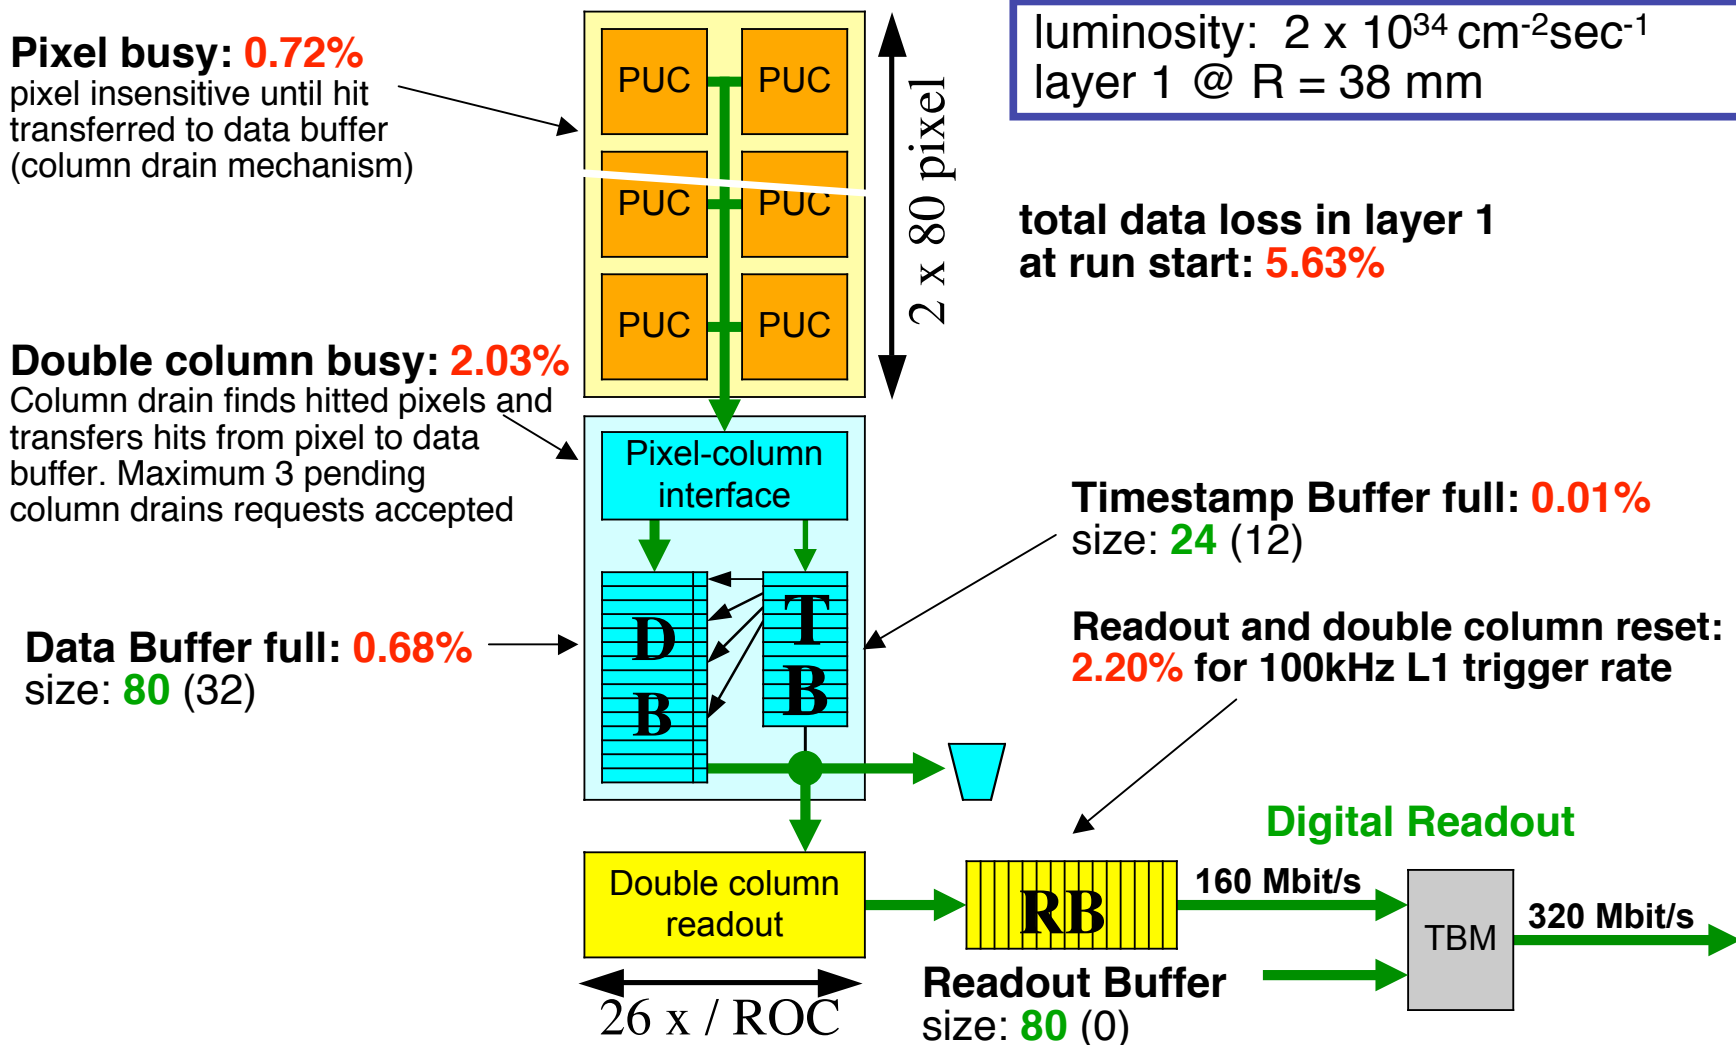 Pixel busy: 0.72%
pixel insensitive until hit
transferred to data buffer
(column drain mechanism)
PUC PUC
PUC PUC
PUC PUC
2 x 80 pixel
luminosity: 2 x 10³⁴ cm⁻²sec⁻¹
layer 1 @ R = 38 mm
total data loss in layer 1
at run start: 5.63%
Double column busy: 2.03%
Column drain finds hitted pixels and
transfers hits from pixel to data
buffer. Maximum 3 pending
column drains requests accepted
Pixel-column
interface
Timestamp Buffer full: 0.01%
size: 24 (12)
D
B
T
B
Data Buffer full: 0.68%
size: 80 (32)
Readout and double column reset:
2.20% for 100kHz L1 trigger rate
Digital Readout
Double column
readout
RB
160 Mbit/s
TBM
320 Mbit/s
26 x / ROC
Readout Buffer
size: 80 (0)